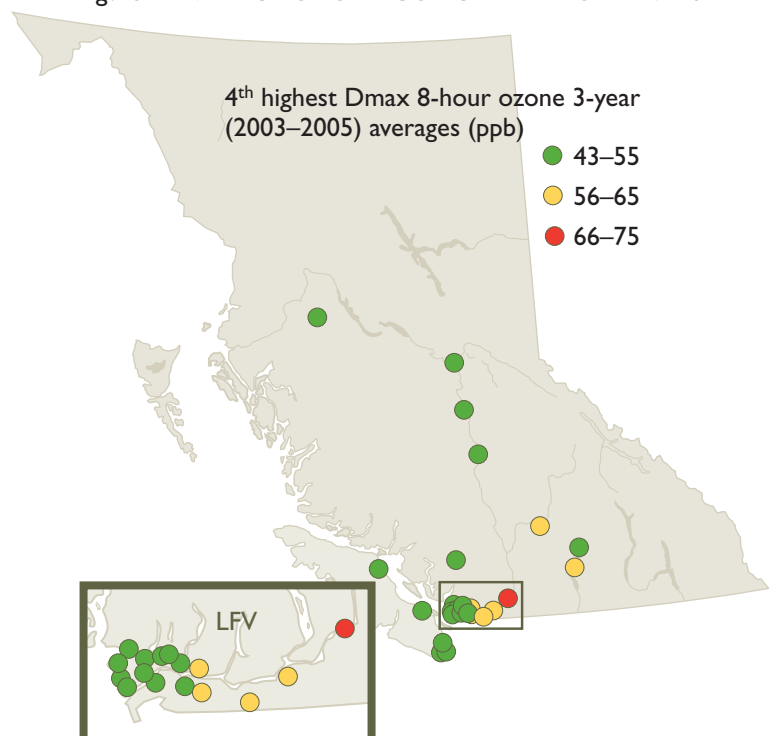 4th highest Dmax 8-hour ozone 3-year
(2003–2005) averages (ppb)
43–55
56–65
66–75
LFV